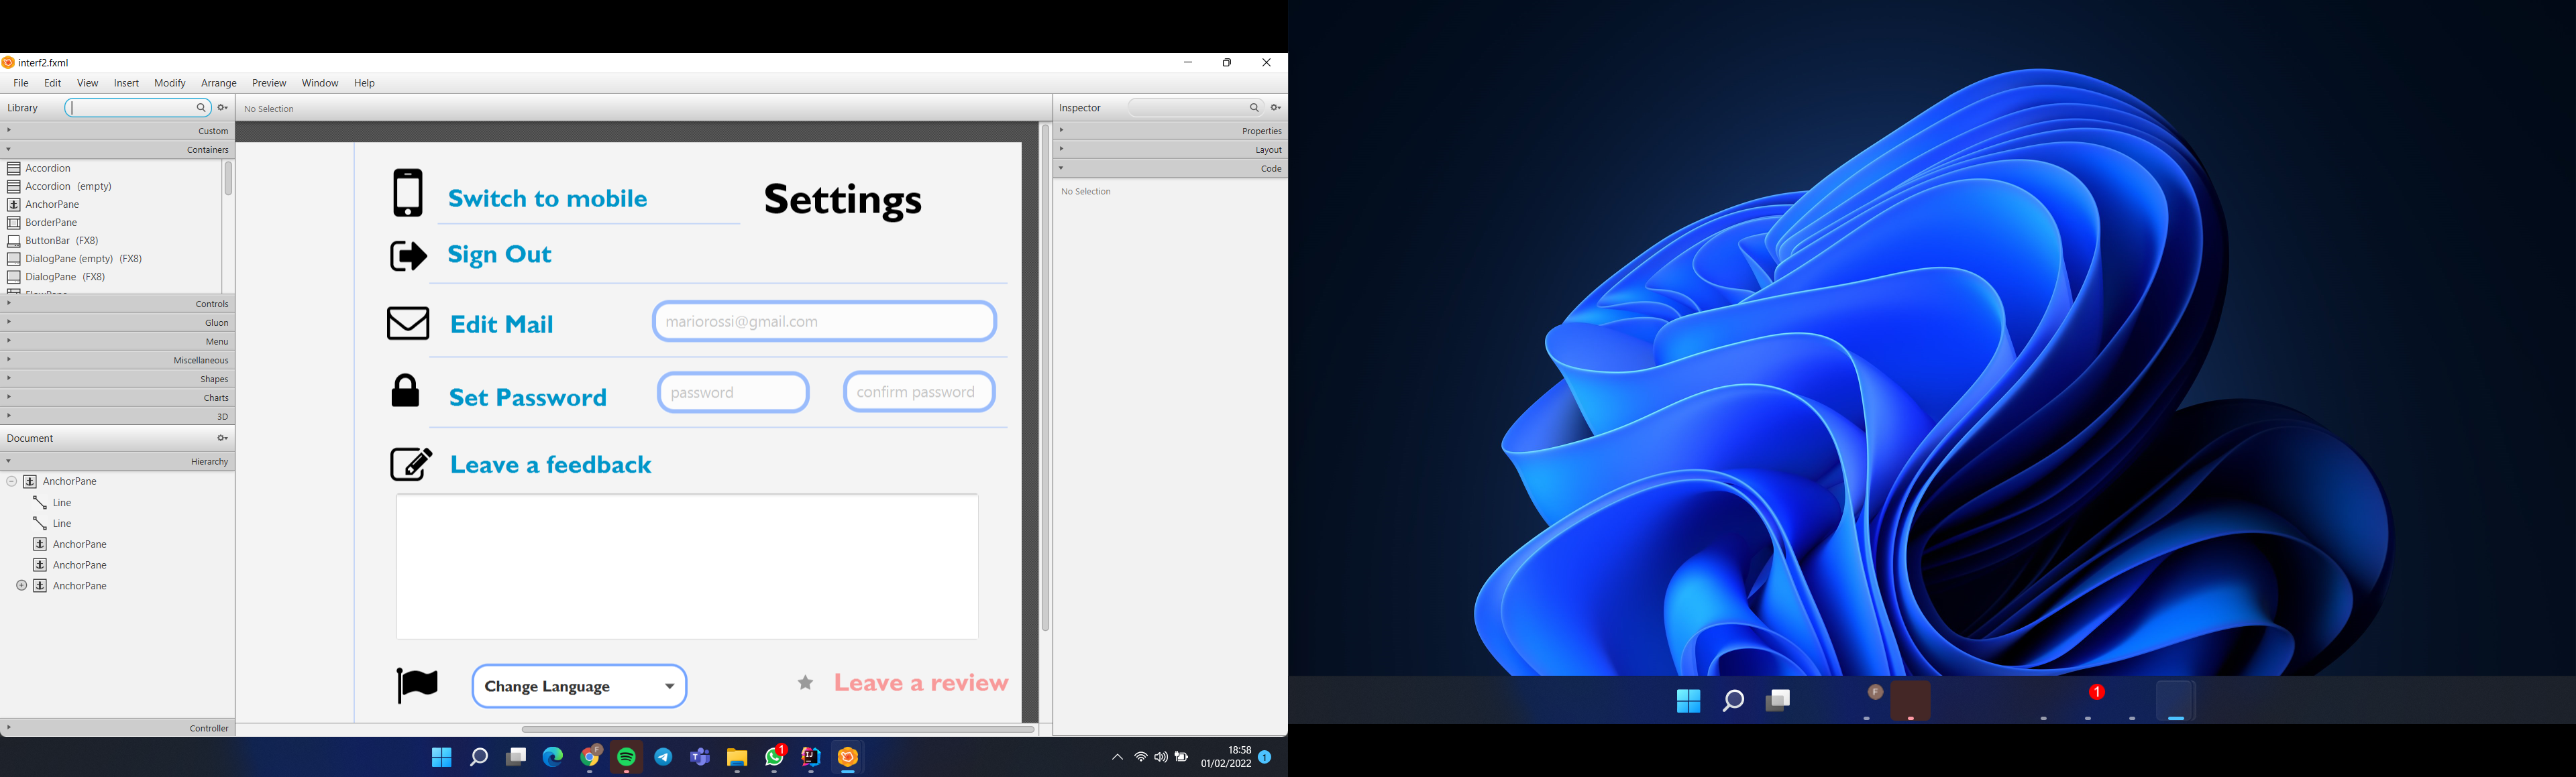 interf2.fxml
File Edit View Insert Modify Arrange Preview Window Help
Library
No Selection
Inspector
Custom
Containers
Accordion
Accordion (empty)
AnchorPane
BorderPane
ButtonBar (FX8)
DialogPane (empty) (FX8)
DialogPane (FX8)
Controls
Gluon
Menu
Miscellaneous
Shapes
Charts
3D
Document
Hierarchy
AnchorPane
Line
Line
AnchorPane
AnchorPane
AnchorPane
Controller
Switch to mobile
Settings
Sign Out
Edit Mail
mariorossi@gmail.com
Set Password
password
confirm password
Leave a feedback
Change Language
Leave a review
Properties
Layout
Code
No Selection
F
1
18:58
01/02/2022
1
F
1